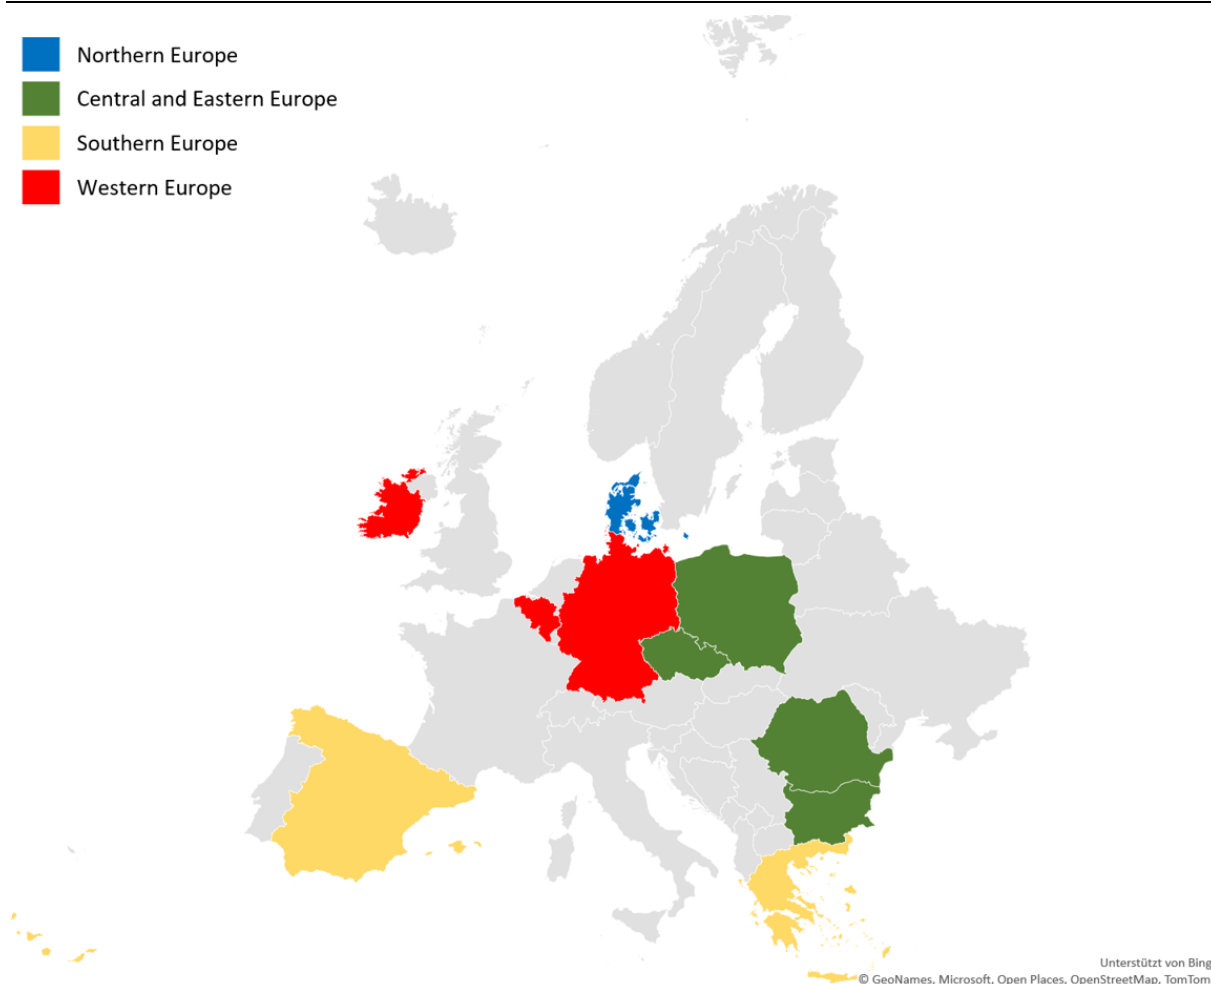 Northern Europe
Central and Eastern Europe
Southern Europe
Western Europe
Unterstützt von Bing
© GeoNames, Microsoft, Open Places, OpenStreetMap, TomTom